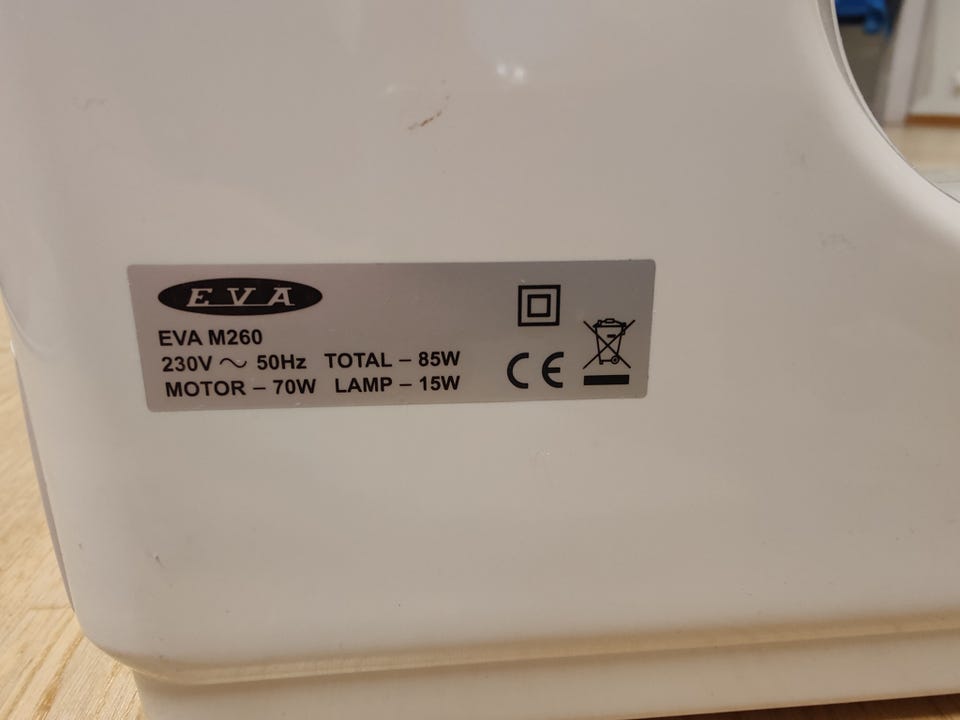 EVA
EVA M260
230V ~ 50Hz TOTAL – 85W
MOTOR – 70W LAMP – 15W
CE